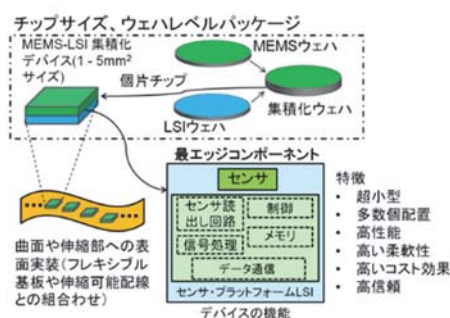 チップサイズ、ウェハレベルパッケージ
MEMS-LSI 集積化
デバイス(1 - 5mm²
サイズ)
MEMSウェハ
個片チップ
集積化ウェハ
LSIウェハ
最エッジコンポーネント
センサ
センサ読
出し回路
制御
信号処理
メモリ
データ通信
センサ・プラットフォームLSI
デバイスの機能
特徴
• 超小型
• 多数個配置
• 高性能
• 高い柔軟性
• 高いコスト効果
• 高信頼
曲面や伸縮部への表
面実装(フレキシブル
基板や伸縮可能配線
との組合わせ)